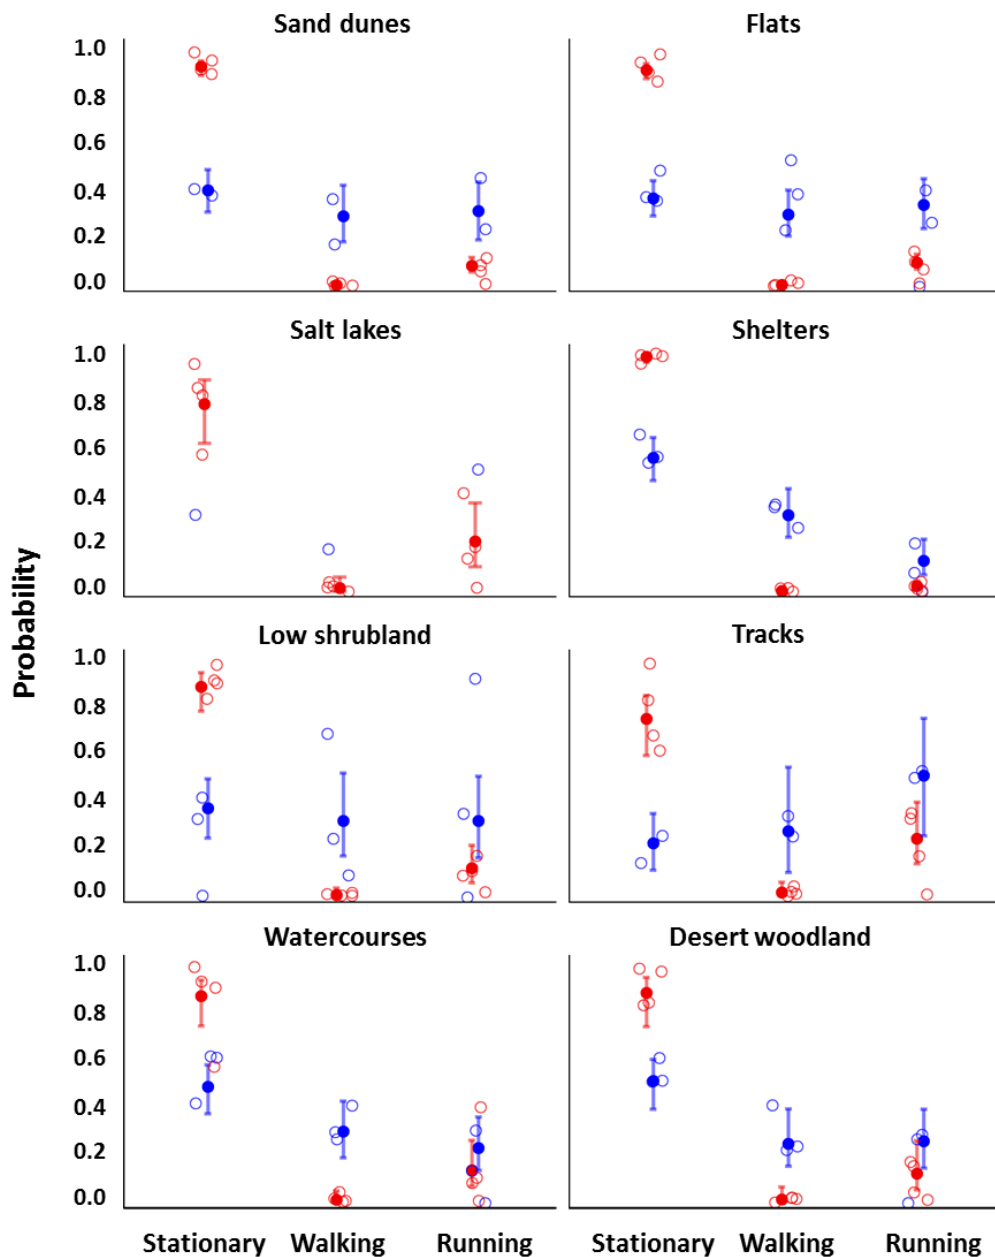 Sand dunes
Flats
1.0
0.8
0.6
0.4
0.2
0.0
Salt lakes
Shelters
1.0
0.8
0.6
0.4
0.2
0.0
Probability
Low shrubland
Tracks
1.0
0.8
0.6
0.4
0.2
0.0
Watercourses
Desert woodland
1.0
0.8
0.6
0.4
0.2
0.0
Stationary Walking Running
Stationary Walking Running